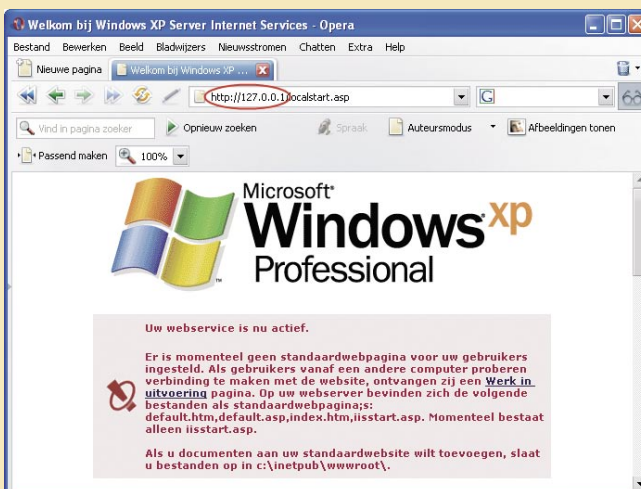 Welkom bij Windows XP Server Internet Services - Opera
Bestand Bewerken Beeld Bladwijzers Nieuwsstromen Chatten Extra Help
Nieuwe pagina Welkom bij Windows XP ...
http://127.0.0.1/localstart.asp G
Vind in pagina zoeker Opnieuw zoeken Spraak Auteursmodus Afbeeldingen tonen
Passend maken 100%
Microsoft®
Windows xp
Professional
Uw webservice is nu actief.
Er is momenteel geen standaardwebpagina voor uw gebruikers
ingesteld. Als gebruikers vanaf een andere computer proberen
verbinding te maken met de website, ontvangen zij een Werk in
uitvoering pagina. Op uw webserver bevinden zich de volgende
bestanden als standaardwebpagina;s:
default.htm,default.asp,index.htm,iisstart.asp. Momenteel bestaat
alleen iisstart.asp.
Als u documenten aan uw standaardwebsite wilt toevoegen, slaat
u bestanden op in c:\inetpub\wwwroot\.